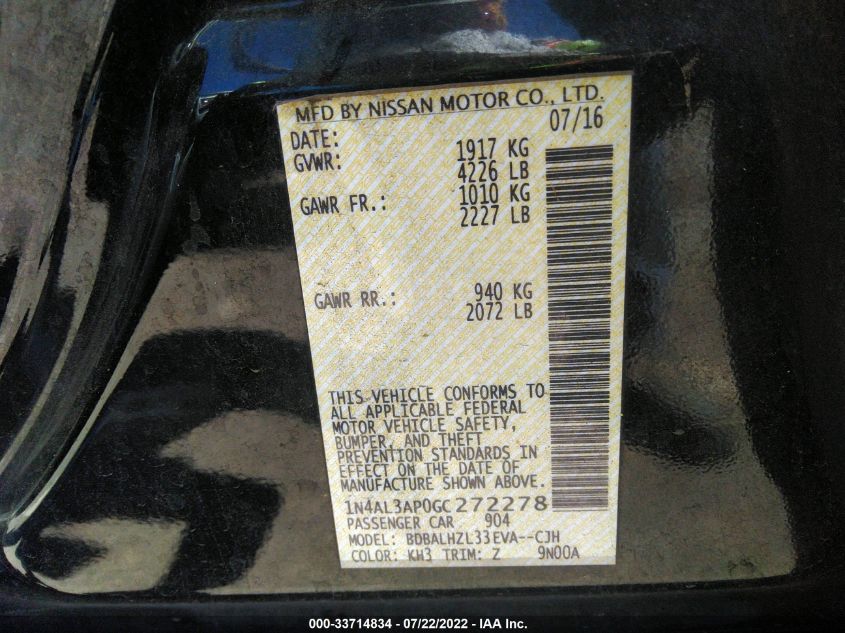 MFD BY NISSAN MOTOR CO., LTD.
DATE: 07/16
GVWR: 1917 KG
4226 LB
GAWR FR.: 1010 KG
2227 LB
GAWR RR.: 940 KG
2072 LB
THIS VEHICLE CONFORMS TO
ALL APPLICABLE FEDERAL
MOTOR VEHICLE SAFETY,
BUMPER, AND THEFT
PREVENTION STANDARDS IN
EFFECT ON THE DATE OF
MANUFACTURE SHOWN ABOVE.
1N4AL3AP0GC272278
PASSENGER CAR 904
MODEL: BDBALHZL33EVA--CJH
COLOR: KH3 TRIM: Z 9N00A
000-33714834 - 07/22/2022 - IAA Inc.